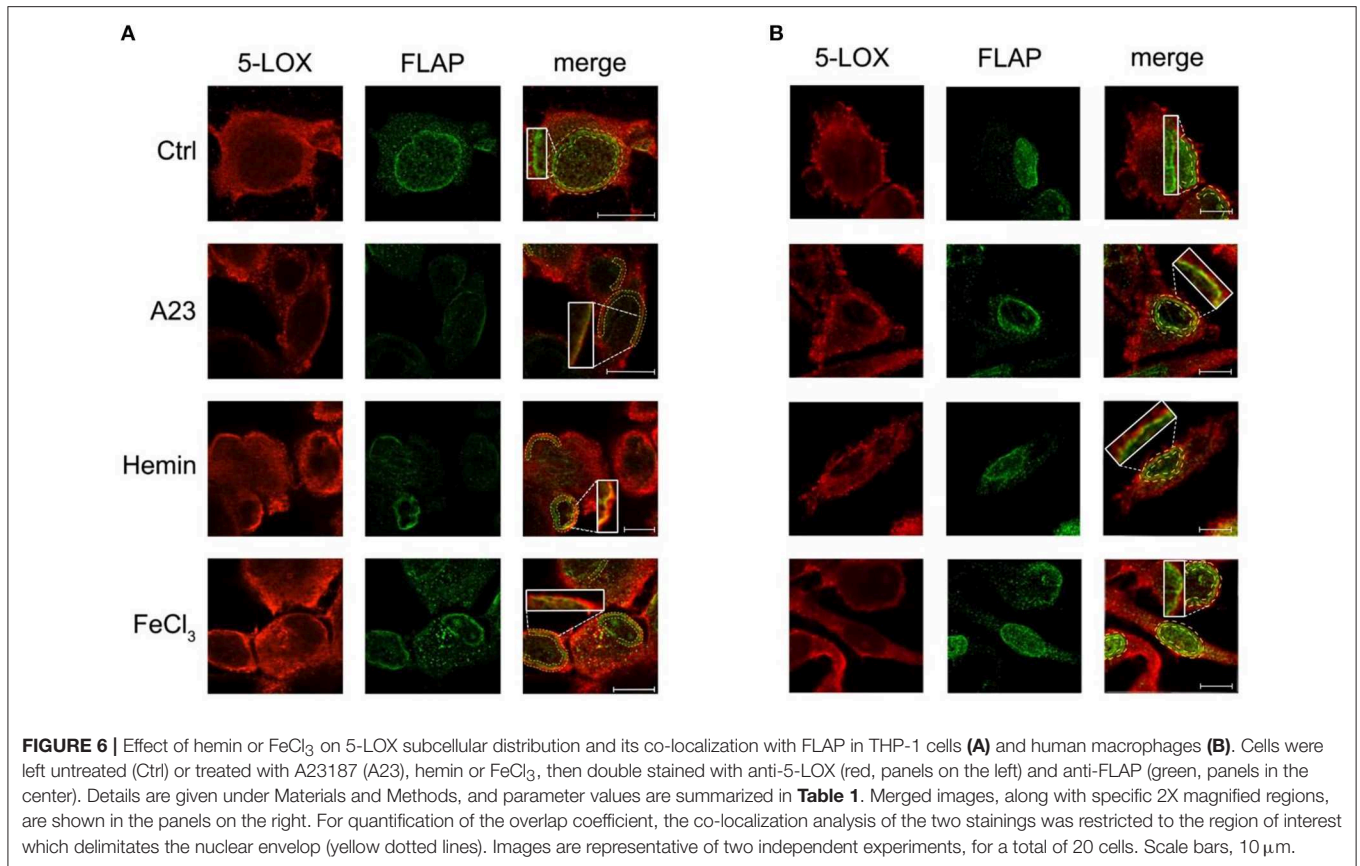 A
B
5-LOX FLAP merge
5-LOX FLAP merge
Ctrl
A23
Hemin
FeCl₃
FIGURE 6 | Effect of hemin or FeCl₃ on 5-LOX subcellular distribution and its co-localization with FLAP in THP-1 cells (A) and human macrophages (B). Cells were
left untreated (Ctrl) or treated with A23187 (A23), hemin or FeCl₃, then double stained with anti-5-LOX (red, panels on the left) and anti-FLAP (green, panels in the
center). Details are given under Materials and Methods, and parameter values are summarized in Table 1. Merged images, along with specific 2X magnified regions,
are shown in the panels on the right. For quantification of the overlap coefficient, the co-localization analysis of the two stainings was restricted to the region of interest
which delimitates the nuclear envelop (yellow dotted lines). Images are representative of two independent experiments, for a total of 20 cells. Scale bars, 10 μm.